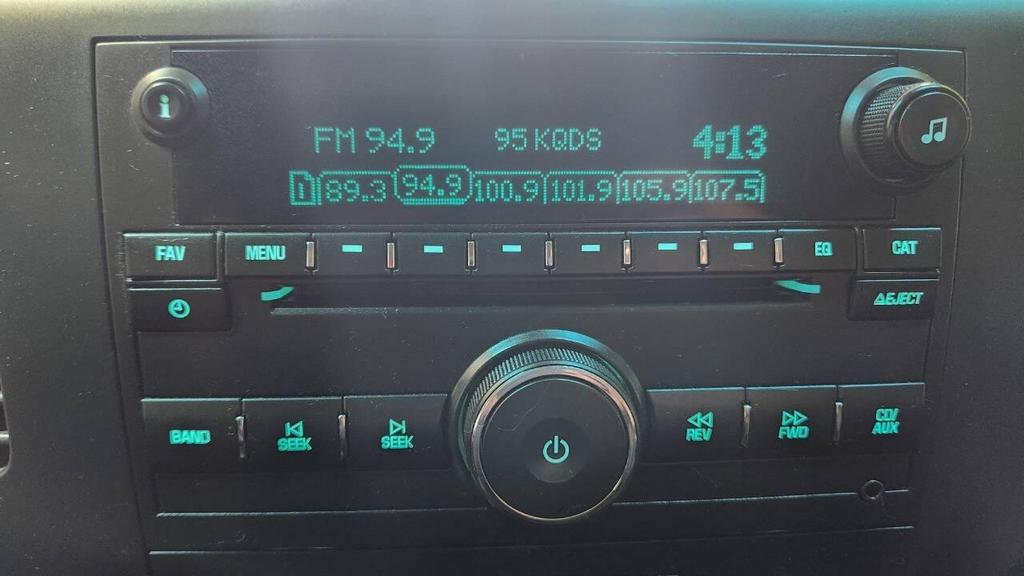 i
FM 94.9 95 KQDS 4:13
1 89.3 94.9 100.9 101.9 105.9 107.5
FAV MENU EQ CAT
EJECT
BAND SEEK SEEK REV FWD CD/
AUX